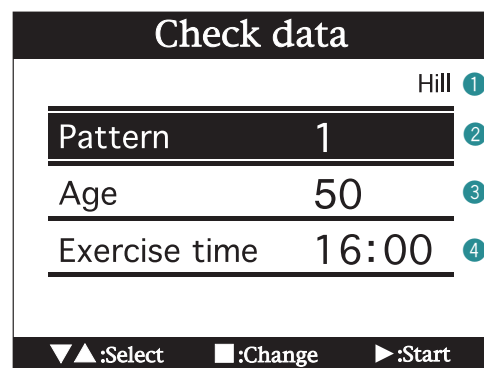 Check data
Hill 1
Pattern 1 2
Age 50 3
Exercise time 16:00 4
▼▲:Select ■:Change ▶:Start